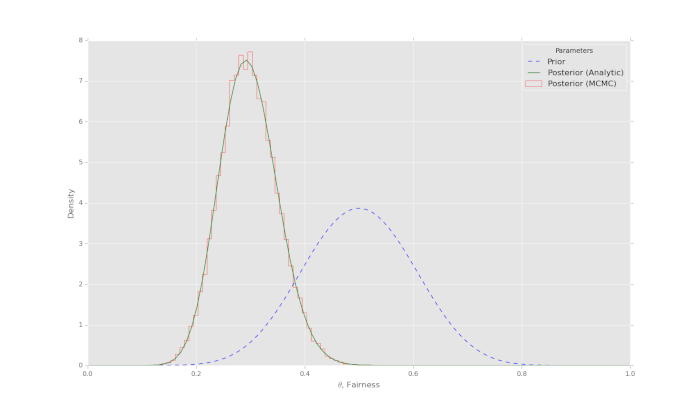 8
7
6
5
4
3
2
1
0
Density
0.0 0.2 0.4 0.6 0.8 1.0
θ, Fairness
Parameters
Prior
Posterior (Analytic)
Posterior (MCMC)